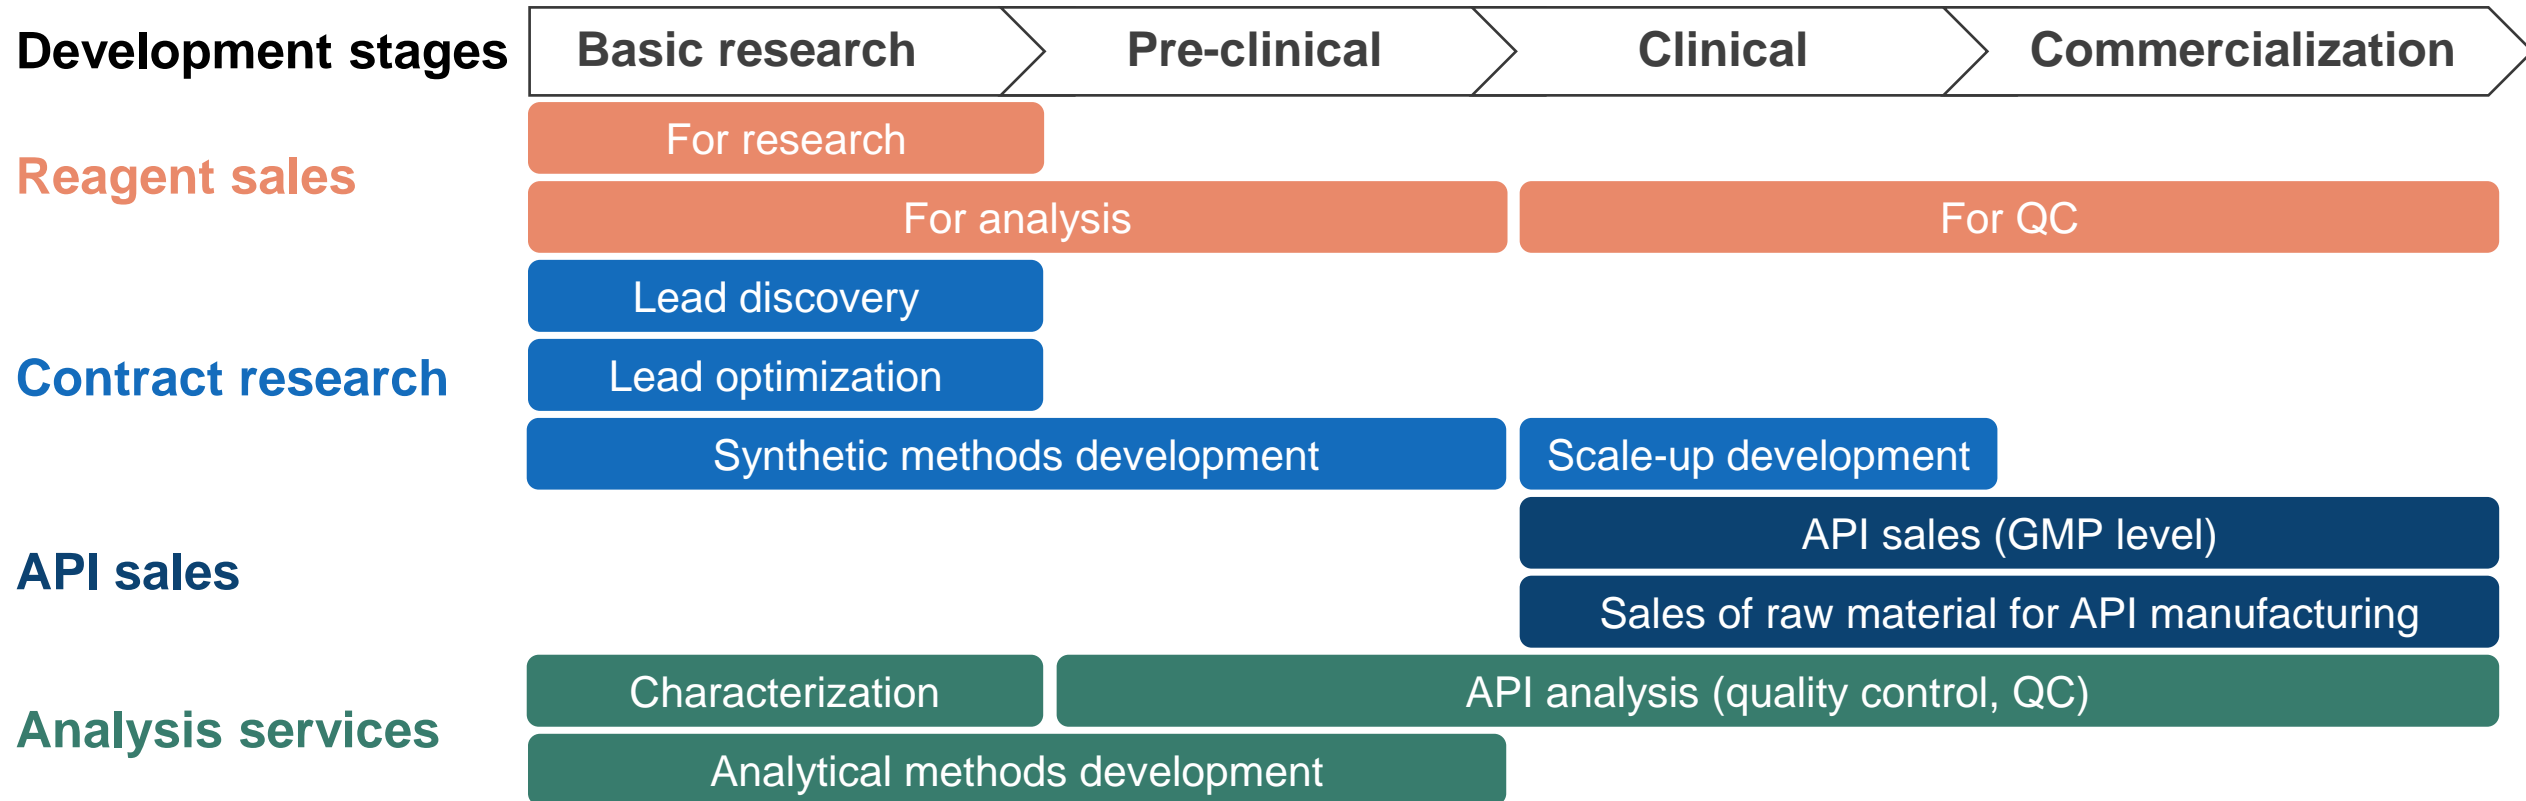 Development stages
Basic research
Pre-clinical
Clinical
Commercialization
Reagent sales
For research
For analysis
For QC
Contract research
Lead discovery
Lead optimization
Synthetic methods development
Scale-up development
API sales
API sales (GMP level)
Sales of raw material for API manufacturing
Analysis services
Characterization
API analysis (quality control, QC)
Analytical methods development